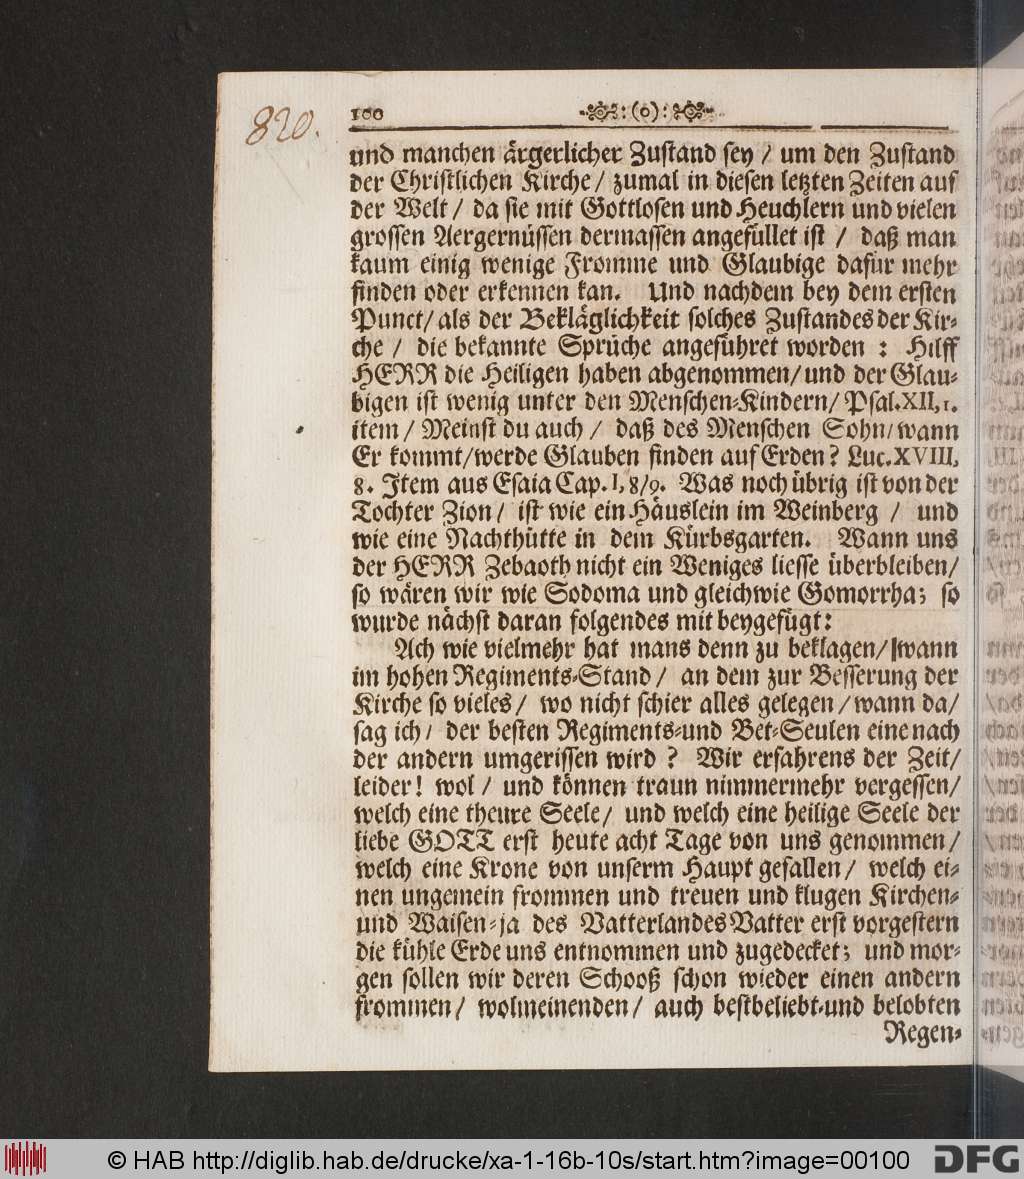 820.
100 :(o):
und manchen ärgerlicher Zustand sey / um den Zustand
der Christlichen Kirche / zumal in diesen letzten Zeiten auf
der Welt / da sie mit Gottlosen und Heuchlern und vielen
grossen Aergernüssen dermassen angefüllet ist / daß man
kaum einig wenige Fromme und Glaubige dafür mehr
finden oder erkennen kan. Und nachdem bey dem ersten
Punct / als der Bekläglichkeit solches Zustandes der Kir-
che / die bekannte Sprüche angeführet worden : Hilff
HERR die Heiligen haben abgenommen / und der Glau-
bigen ist wenig unter den Menschen-Kindern / Psal. XII, 1.
item / Meinst du auch / daß des Menschen Sohn / wann
Er kommt / werde Glauben finden auf Erden? Luc. XVIII,
8. Item aus Esaia Cap. I, 8/9. Was noch übrig ist von der
Tochter Zion / ist wie ein Häuslein im Weinberg / und
wie eine Nachthütte in dem Kürbsgarten. Wann uns
der HERR Zebaoth nicht ein Weniges liesse überbleiben /
so wären wir wie Sodoma und gleichwie Gomorrha; so
wurde nächst daran folgendes mit beygefügt:
Ach wie vielmehr hat mans denn zu beklagen / wann
im hohen Regiments-Stand / an dem zur Besserung der
Kirche so vieles / wo nicht schier alles gelegen / wann da /
sag ich / der besten Regiments- und Bet-Seulen eine nach
der andern umgerissen wird ? Wir erfahrens der Zeit /
leider! wol / und können traun nimmermehr vergessen /
welch eine theure Seele / und welch eine heilige Seele der
liebe GOTT erst heute acht Tage von uns genommen /
welch eine Krone von unserm Haupt gefallen / welch ei-
nen ungemein frommen und treuen und klugen Kirchen-
und Waisen- ja des Vatterlandes Vatter erst vorgestern
die kühle Erde uns entnommen und zugedecket; und mor-
gen sollen wir deren Schooß schon wieder einen andern
frommen / wolmeinenden / auch bestbeliebt- und belobten
Regen-
© HAB http://diglib.hab.de/drucke/xa-1-16b-10s/start.htm?image=00100
DFG